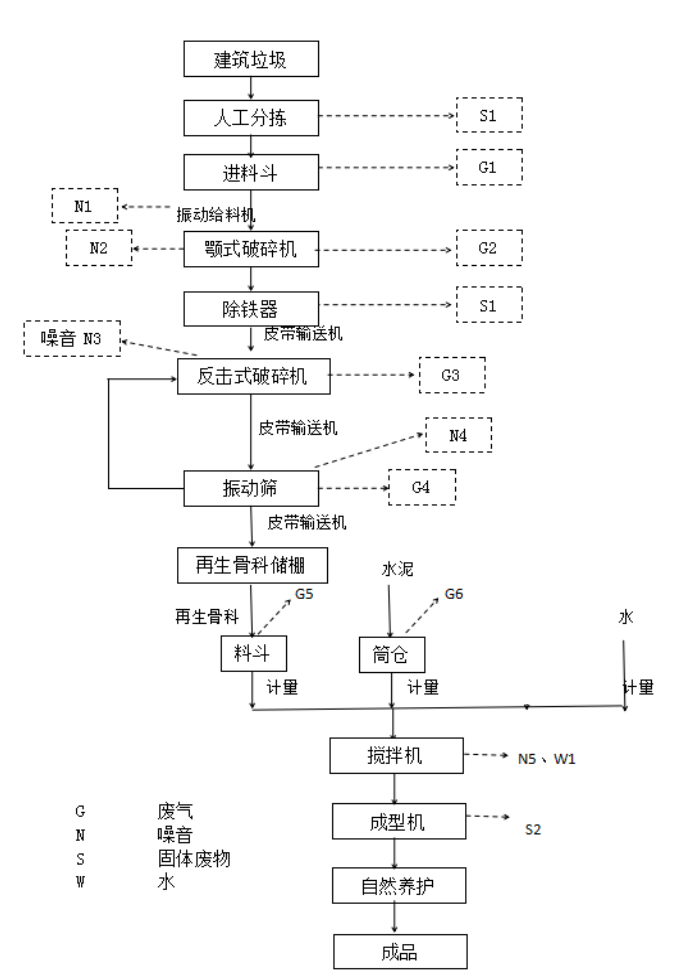 建筑垃圾
人工分拣
S1
进料斗
G1
N1
振动给料机
N2
颚式破碎机
G2
除铁器
S1
皮带输送机
噪音 N3
反击式破碎机
G3
皮带输送机
N4
振动筛
G4
皮带输送机
再生骨科储棚
水泥
G5
G6
再生骨科
水
料斗
筒仓
计量
计量
计量
搅拌机
N5、W1
成型机
S2
G 废气
N 噪音
S 固体废物
W 水
自然养护
成品